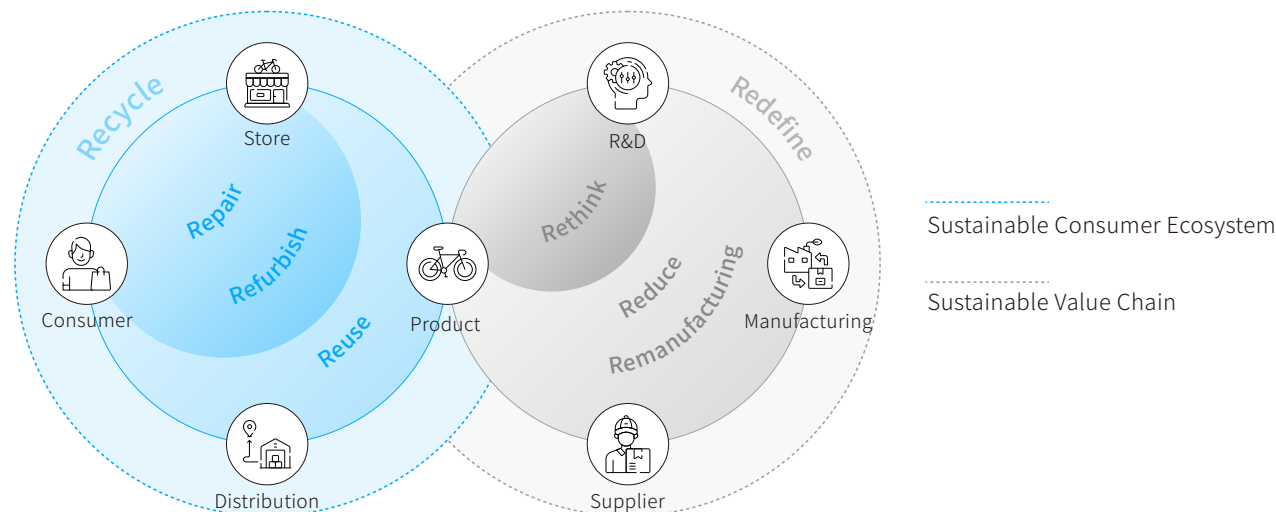 Recycle
Store
Repair
Refurbish
Reuse
Consumer
Distribution
Product
R&D
Redefine
Rethink
Reduce
Remanufacturing
Manufacturing
Supplier
Sustainable Consumer Ecosystem
Sustainable Value Chain